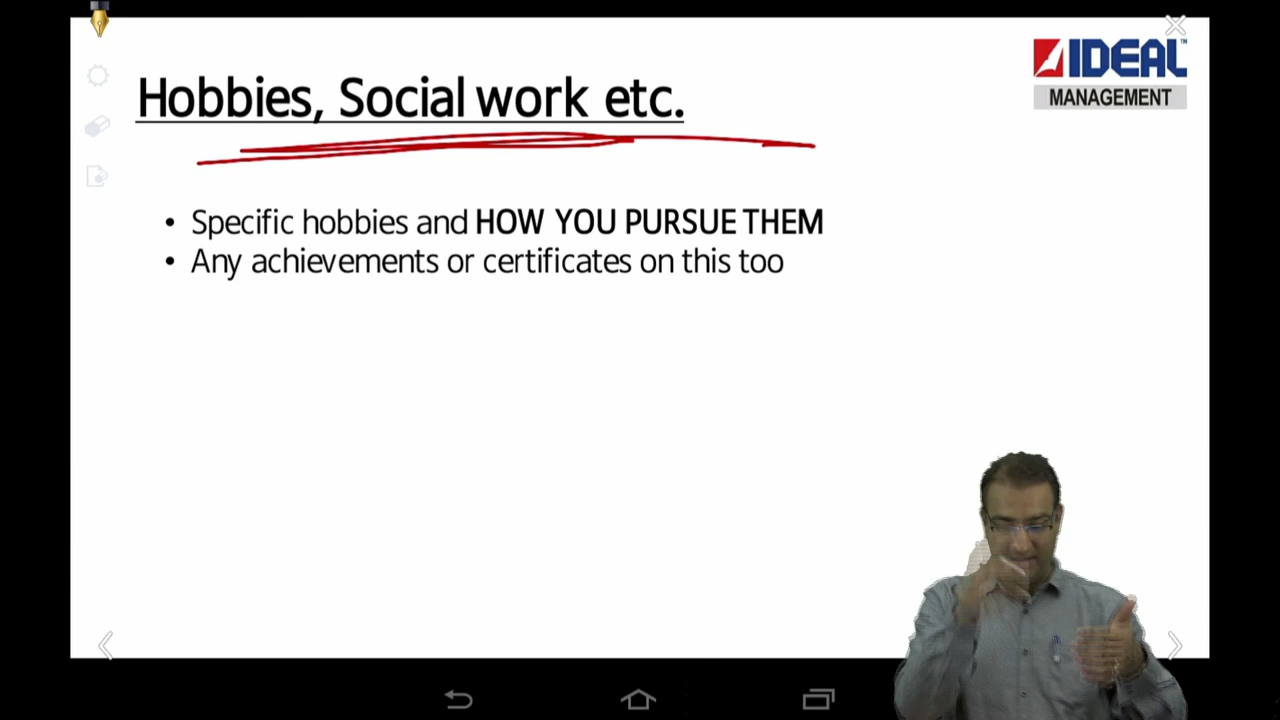 IDEAL™
MANAGEMENT
Hobbies, Social work etc.
• Specific hobbies and HOW YOU PURSUE THEM
• Any achievements or certificates on this too